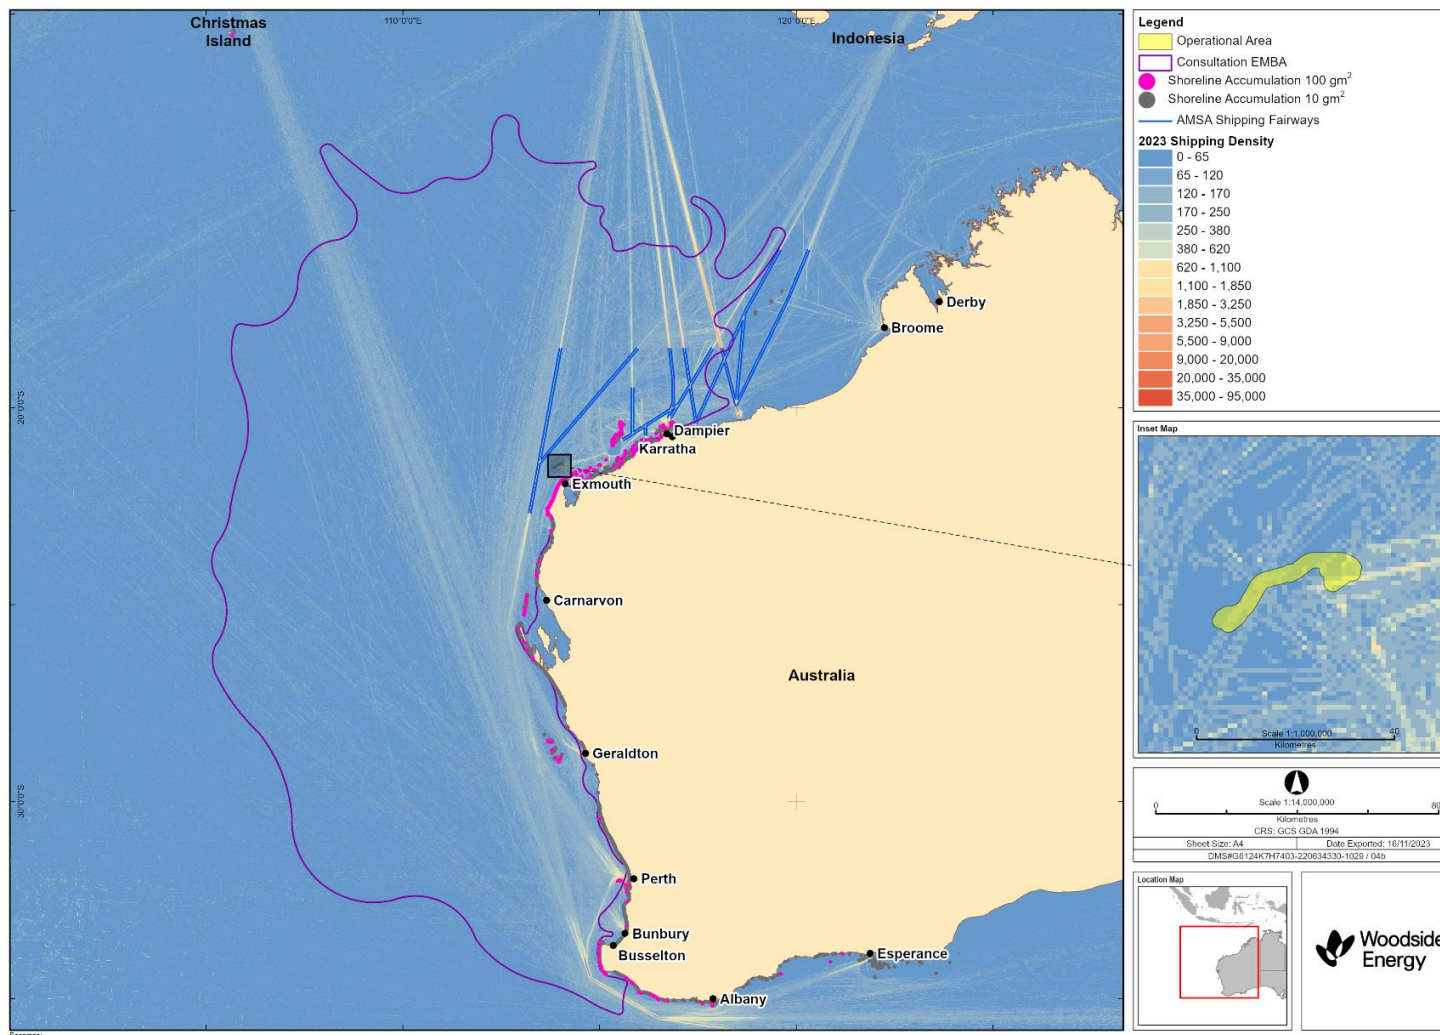 Christmas
Island
110°0'0"E
120°0'0"E
Indonesia
20°0'0"S
30°0'0"S
Derby
Broome
Dampier
Karratha
Exmouth
Carnarvon
Australia
Geraldton
Perth
Bunbury
Busselton
Albany
Esperance
Legend
Operational Area
Consultation EMBA
Shoreline Accumulation 100 gm²
Shoreline Accumulation 10 gm²
AMSA Shipping Fairways
2023 Shipping Density
0 - 65
65 - 120
120 - 170
170 - 250
250 - 380
380 - 620
620 - 1,100
1,100 - 1,850
1,850 - 3,250
3,250 - 5,500
5,500 - 9,000
9,000 - 20,000
20,000 - 35,000
35,000 - 95,000
Inset Map
0 40
Scale 1:1,000,000
Kilometres
Scale 1:14,000,000
0 80
Kilometres
CRS: GCS GDA 1994
Sheet Size: A4 Date Exported: 16/11/2023
DMS#G6124K7H7403-220634330-1029 / 04b
Location Map
Woodside
Energy